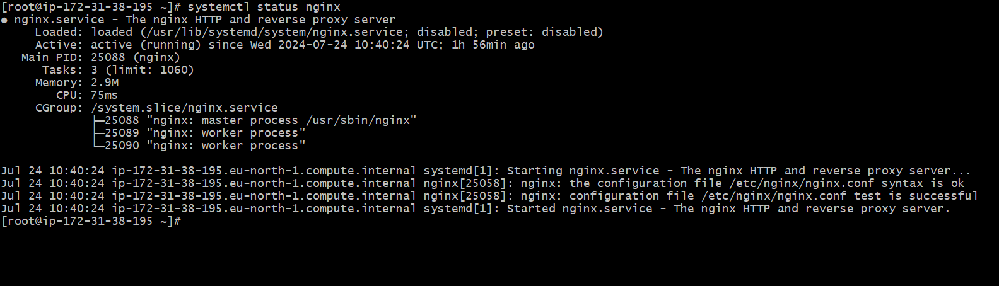 [root@ip-172-31-38-195 ~]# systemctl status nginx
● nginx.service - The nginx HTTP and reverse proxy server
     Loaded: loaded (/usr/lib/systemd/system/nginx.service; disabled; preset: disabled)
     Active: active (running) since Wed 2024-07-24 10:40:24 UTC; 1h 56min ago
   Main PID: 25088 (nginx)
      Tasks: 3 (limit: 1060)
     Memory: 2.9M
        CPU: 75ms
     CGroup: /system.slice/nginx.service
             ├─25088 "nginx: master process /usr/sbin/nginx"
             ├─25089 "nginx: worker process"
             └─25090 "nginx: worker process"

Jul 24 10:40:24 ip-172-31-38-195.eu-north-1.compute.internal systemd[1]: Starting nginx.service - The nginx HTTP and reverse proxy server...
Jul 24 10:40:24 ip-172-31-38-195.eu-north-1.compute.internal nginx[25058]: nginx: the configuration file /etc/nginx/nginx.conf syntax is ok
Jul 24 10:40:24 ip-172-31-38-195.eu-north-1.compute.internal nginx[25058]: nginx: configuration file /etc/nginx/nginx.conf test is successful
Jul 24 10:40:24 ip-172-31-38-195.eu-north-1.compute.internal systemd[1]: Started nginx.service - The nginx HTTP and reverse proxy server.
[root@ip-172-31-38-195 ~]#